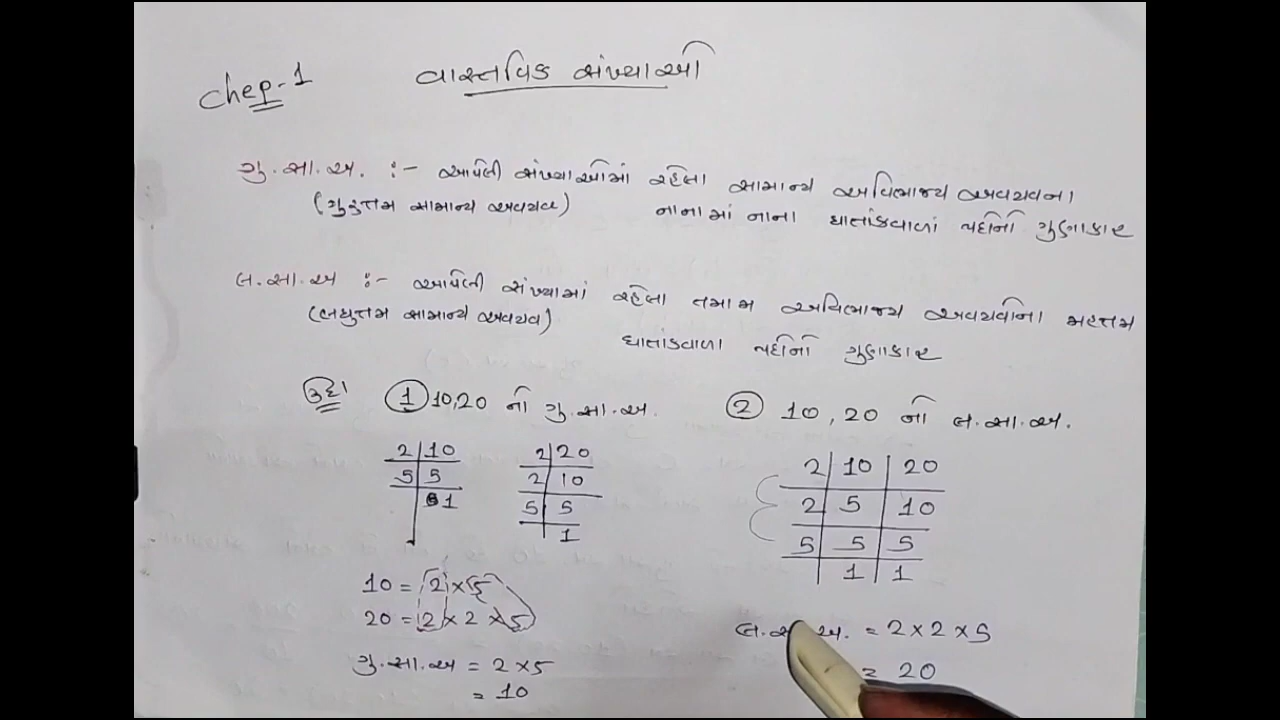 Chep-1 વાસ્તવિક સંખ્યાઓ
ગુ.સા.અ. :- આપેલી સંખ્યાઓમાં રહેલા સામાન્ય અવિભાજ્ય અવયવના
(ગુરુત્તમ સામાન્ય અવયવ) નાનામાં નાના ઘાતાંકવાળાં પદોનો ગુણાકાર
લ.સા.અ :- આપેલી સંખ્યામાં રહેલા તમામ અવિભાજ્ય અવયવોના મહત્તમ
(લઘુત્તમ સામાન્ય અવયવ) ઘાતાંકવાળા પદોનો ગુણાકાર
ઉદા 1 10,20 નો ગુ.સા.અ. 2 10, 20 નો લ.સા.અ.
2 10 2 20 2 10 20
5 5 2 10 2 5 10
1 5 5 5 5 5
1 1 1
10 = 2 × 5
20 = 2 × 2 × 5 લ. અ. = 2 × 2 × 5
ગુ.સા.અ = 2 × 5 = 20
= 10